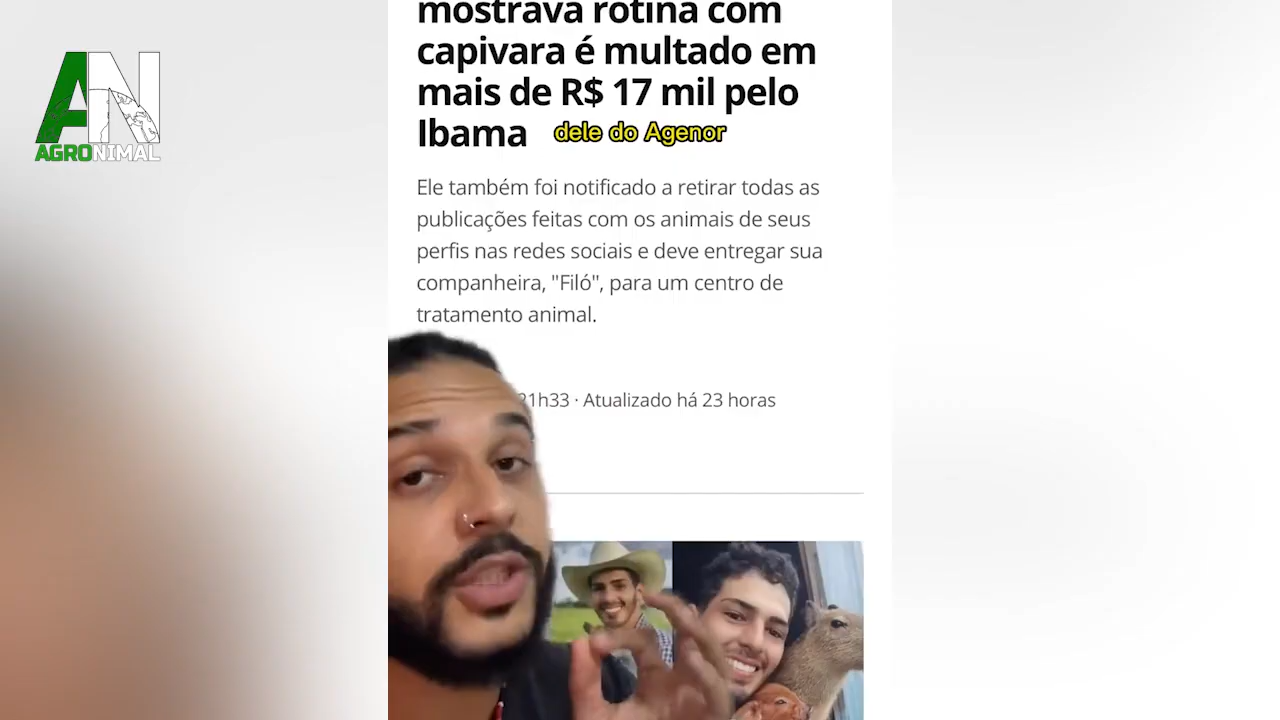 AN
AGRONIMAL
mostrava rotina com
capivara é multado em
mais de R$ 17 mil pelo
Ibama
dele do Agenor
Ele também foi notificado a retirar todas as
publicações feitas com os animais de seus
perfis nas redes sociais e deve entregar sua
companheira, "Filó", para um centro de
tratamento animal.
21h33 · Atualizado há 23 horas